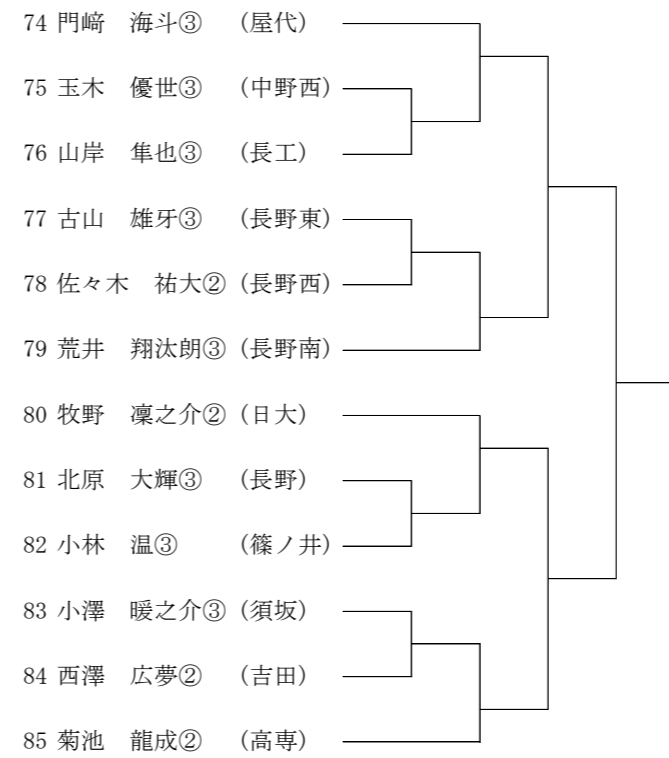 74 門﨑　海斗③　（屋代）
75 玉木　優世③　（中野西）
76 山岸　隼也③　（長工）
77 古山　雄牙③　（長野東）
78 佐々木　祐大②（長野西）
79 荒井　翔汰朗③（長野南）
80 牧野　凜之介②（日大）
81 北原　大輝③　（長野）
82 小林　温③　　（篠ノ井）
83 小澤　暖之介③（須坂）
84 西澤　広夢②　（吉田）
85 菊池　龍成②　（高専）